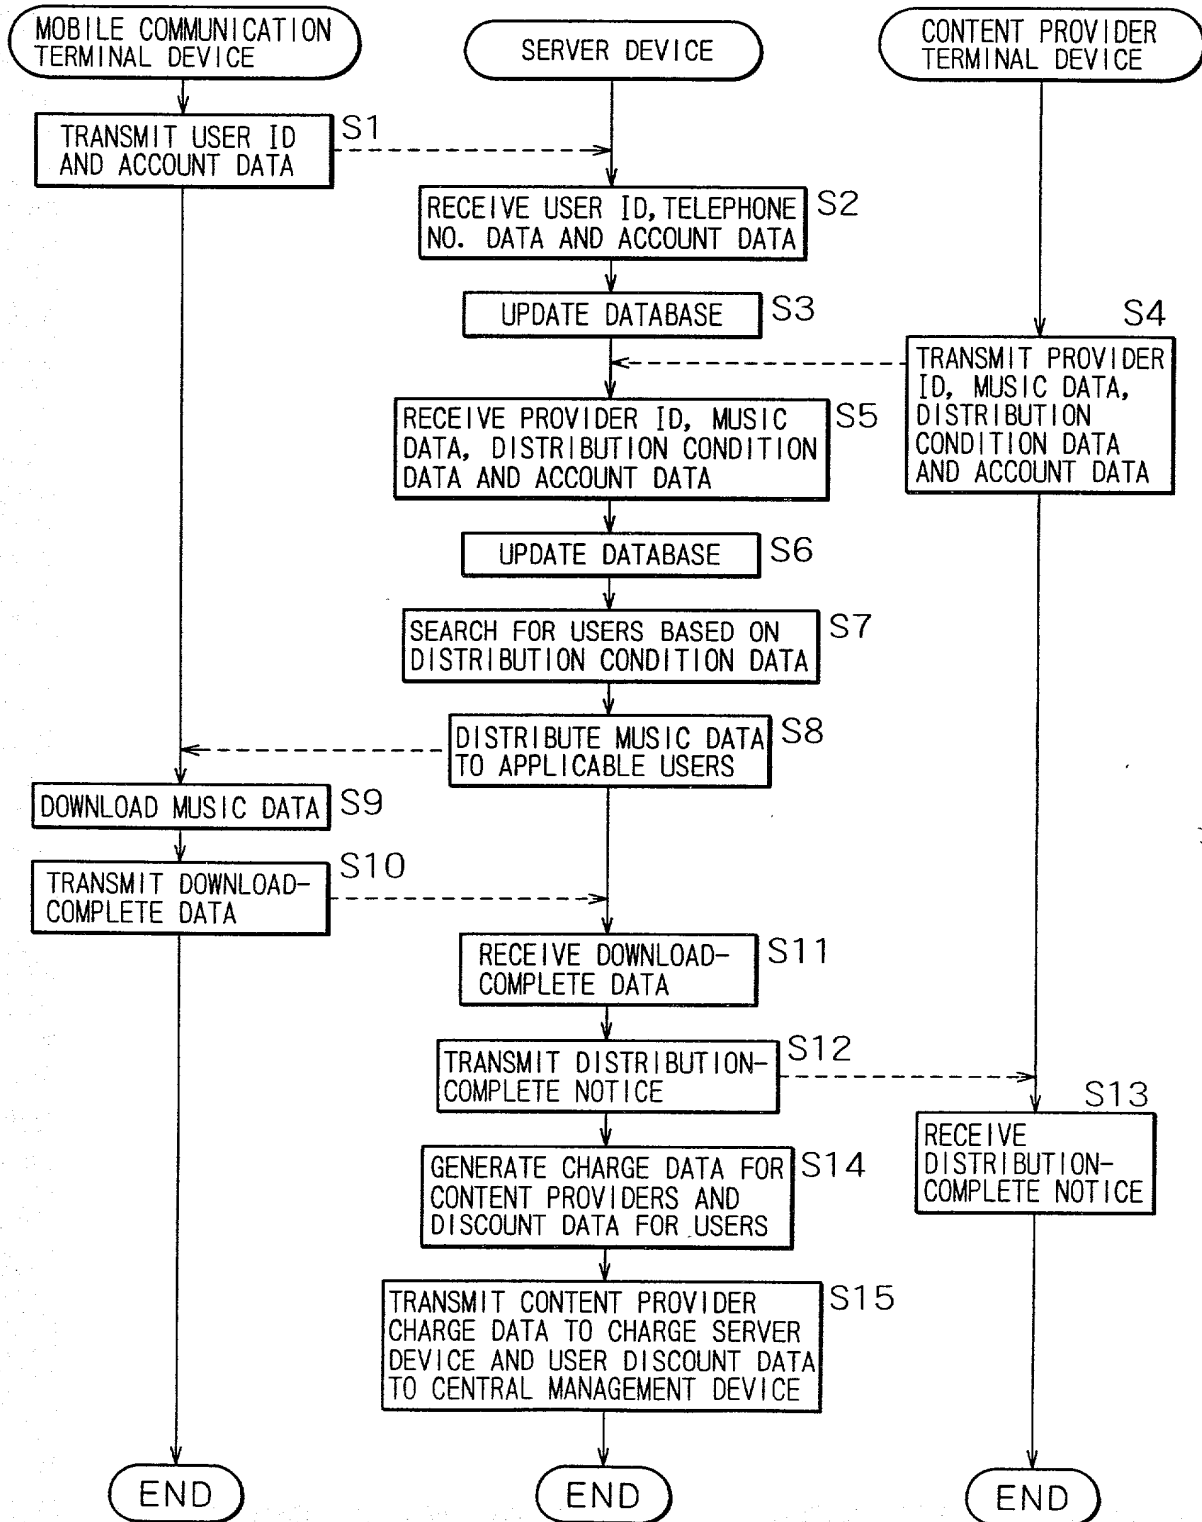 MOBILE COMMUNICATION
TERMINAL DEVICE
SERVER DEVICE
CONTENT PROVIDER
TERMINAL DEVICE
TRANSMIT USER ID
AND ACCOUNT DATA
S1
RECEIVE USER ID, TELEPHONE
NO. DATA AND ACCOUNT DATA
S2
UPDATE DATABASE
S3
S4
TRANSMIT PROVIDER
ID, MUSIC DATA,
DISTRIBUTION
CONDITION DATA
AND ACCOUNT DATA
RECEIVE PROVIDER ID, MUSIC
DATA, DISTRIBUTION CONDITION
DATA AND ACCOUNT DATA
S5
UPDATE DATABASE
S6
SEARCH FOR USERS BASED ON
DISTRIBUTION CONDITION DATA
S7
DISTRIBUTE MUSIC DATA
TO APPLICABLE USERS
S8
DOWNLOAD MUSIC DATA
S9
TRANSMIT DOWNLOAD-
COMPLETE DATA
S10
RECEIVE DOWNLOAD-
COMPLETE DATA
S11
TRANSMIT DISTRIBUTION-
COMPLETE NOTICE
S12
S13
RECEIVE
DISTRIBUTION-
COMPLETE NOTICE
GENERATE CHARGE DATA FOR
CONTENT PROVIDERS AND
DISCOUNT DATA FOR USERS
S14
TRANSMIT CONTENT PROVIDER
CHARGE DATA TO CHARGE SERVER
DEVICE AND USER DISCOUNT DATA
TO CENTRAL MANAGEMENT DEVICE
S15
END
END
END